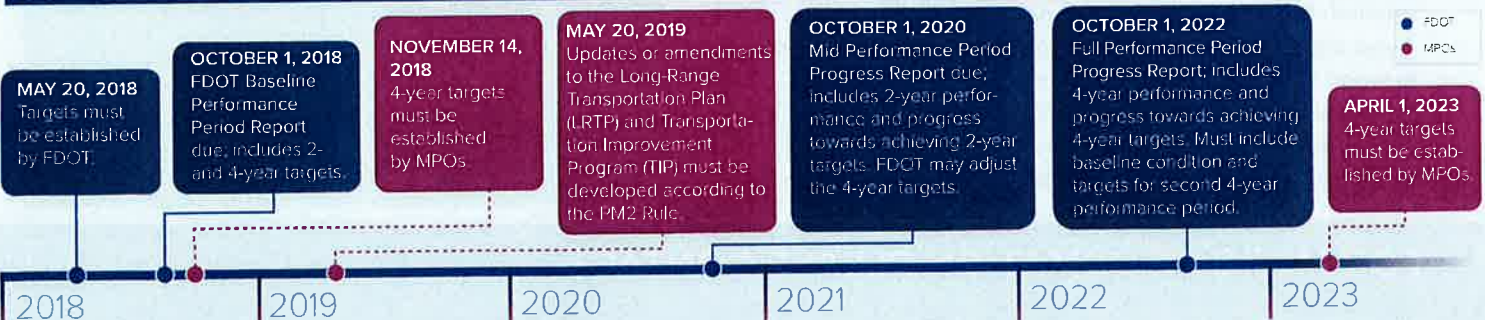 MAY 20, 2018
Targets must
be established
by FDOT.
OCTOBER 1, 2018
FDOT Baseline
Performance
Period Report
due; includes 2-
and 4-year targets.
NOVEMBER 14,
2018
4-year targets
must be
established
by MPOs.
MAY 20, 2019
Updates or amendments
to the Long-Range
Transportation Plan
(LRTP) and Transporta-
tion Improvement
Program (TIP) must be
developed according to
the PM2 Rule.
OCTOBER 1, 2020
Mid Performance Period
Progress Report due;
includes 2-year perfor-
mance and progress
towards achieving 2-year
targets. FDOT may adjust
the 4-year targets.
OCTOBER 1, 2022
Full Performance Period
Progress Report; includes
4-year performance and
progress towards achieving
4-year targets. Must include
baseline condition and
targets for second 4-year
performance period.
FDOT
MPOs
APRIL 1, 2023
4-year targets
must be estab-
lished by MPOs.
2018
2019
2020
2021
2022
2023